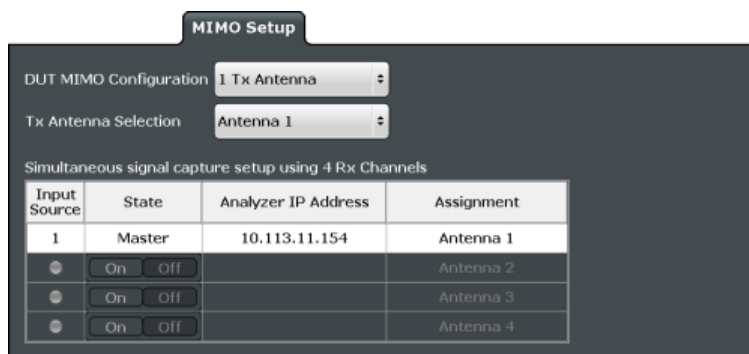 MIMO Setup
DUT MIMO Configuration 1 Tx Antenna
Tx Antenna Selection Antenna 1
Simultaneous signal capture setup using 4 Rx Channels
Input Source State Analyzer IP Address Assignment
1 Master 10.113.11.154 Antenna 1
On Off Antenna 2
On Off Antenna 3
On Off Antenna 4